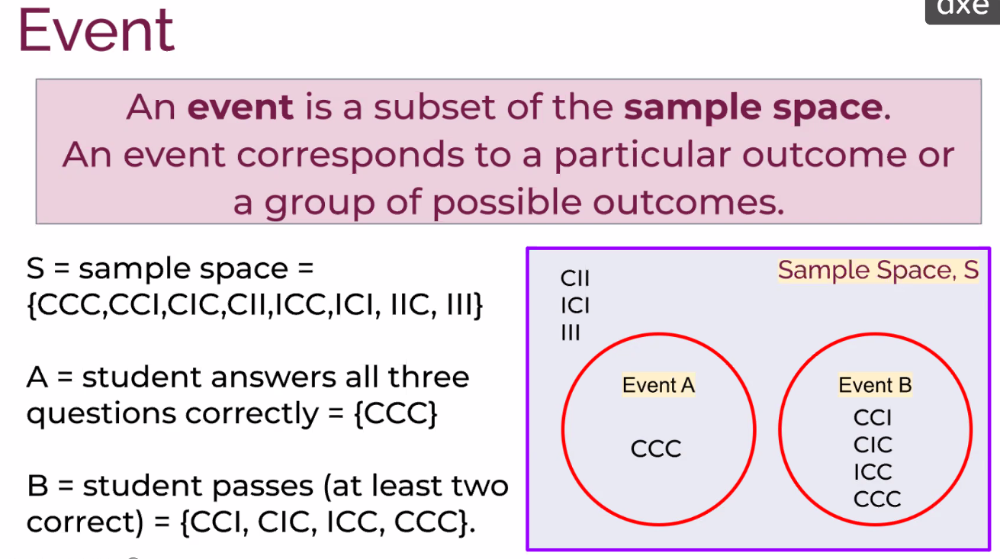 Event
dxe
An event is a subset of the sample space.
An event corresponds to a particular outcome or
a group of possible outcomes.
S = sample space =
{CCC,CCI,CIC,CII,ICC,ICI, IIC, III}
A = student answers all three
questions correctly = {CCC}
B = student passes (at least two
correct) = {CCI, CIC, ICC, CCC}.
Sample Space, S
CII
ICI
III
Event A
CCC
Event B
CCI
CIC
ICC
CCC